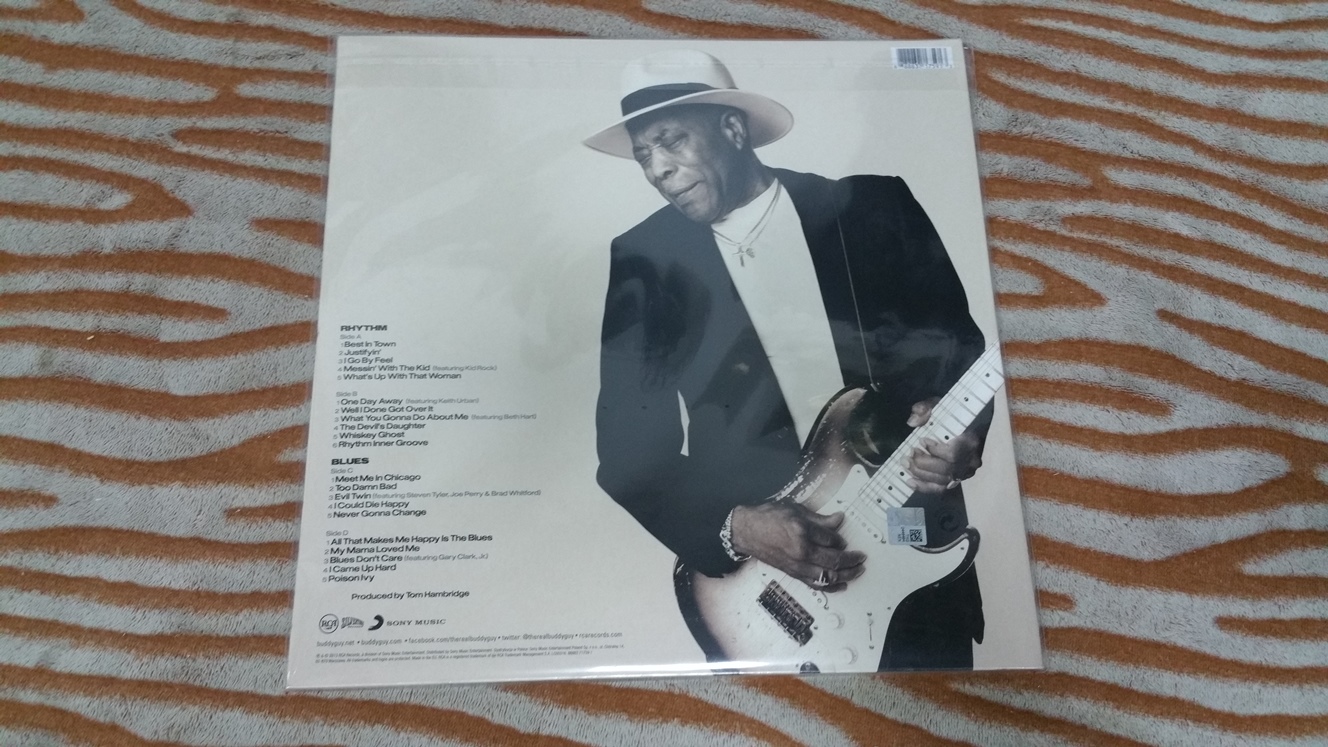 RHYTHM
Side A
1 Best In Town
2 Justifyin'
3 I Go By Feel
4 Messin' With The Kid (featuring Kid Rock)
5 What's Up With That Woman
Side B
1 One Day Away (featuring Keith Urban)
2 Well I Done Got Over It
3 What You Gonna Do About Me (featuring Beth Hart)
4 The Devil's Daughter
5 Whiskey Ghost
6 Rhythm Inner Groove
BLUES
Side C
1 Meet Me In Chicago
2 Too Damn Bad
3 Evil Twin (featuring Steven Tyler, Joe Perry & Brad Whitford)
4 I Could Die Happy
5 Never Gonna Change
Side D
1 All That Makes Me Happy Is The Blues
2 My Mama Loved Me
3 Blues Don't Care (featuring Gary Clark, Jr.)
4 I Came Up Hard
5 Poison Ivy
Produced by Tom Hambridge
RCA
SONY MUSIC
buddyguy.net • buddyguy.com • facebook.com/therealbuddyguy • twitter: @therealbuddyguy • rcarecords.com